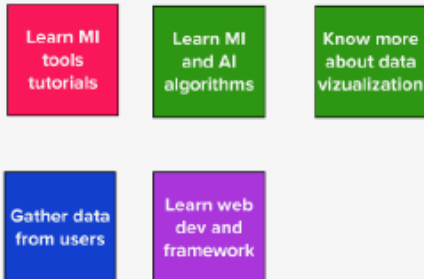 Learn MI
tools
tutorials
Learn MI
and AI
algorithms
Know more
about data
vizualization
Gather data
from users
Learn web
dev and
framework